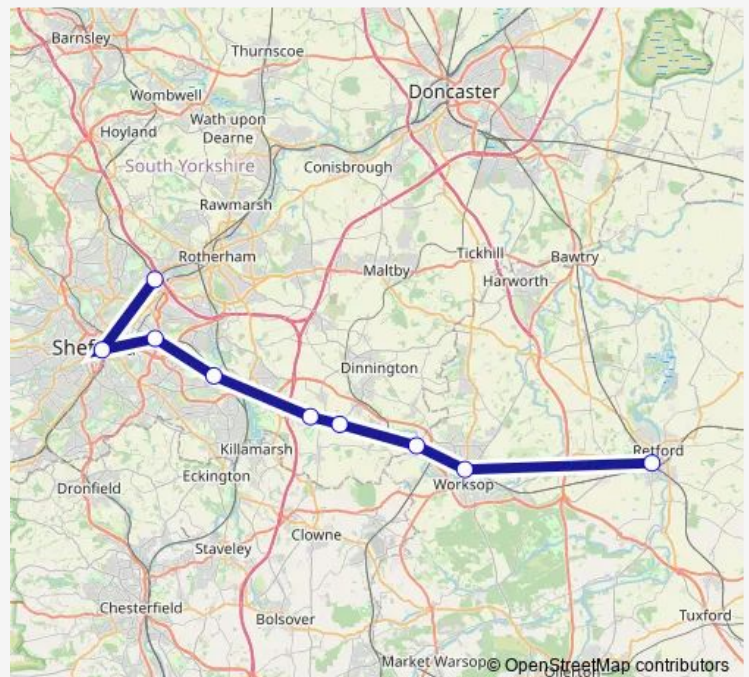 Barnsley
Thurnscoe
Wombwell
Doncaster
Wath upon
Dearne
Hoyland
South Yorkshire
Conisbrough
Rawmarsh
Rotherham
Tickhill
Bawtry
Maltby
Harworth
Dinnington
Killamarsh
Retford
Eckington
Worksop
Dronfield
Clowne
Staveley
Chesterfield
Bolsover
Tuxford
Market Warsop
© OpenStreetMap contributors